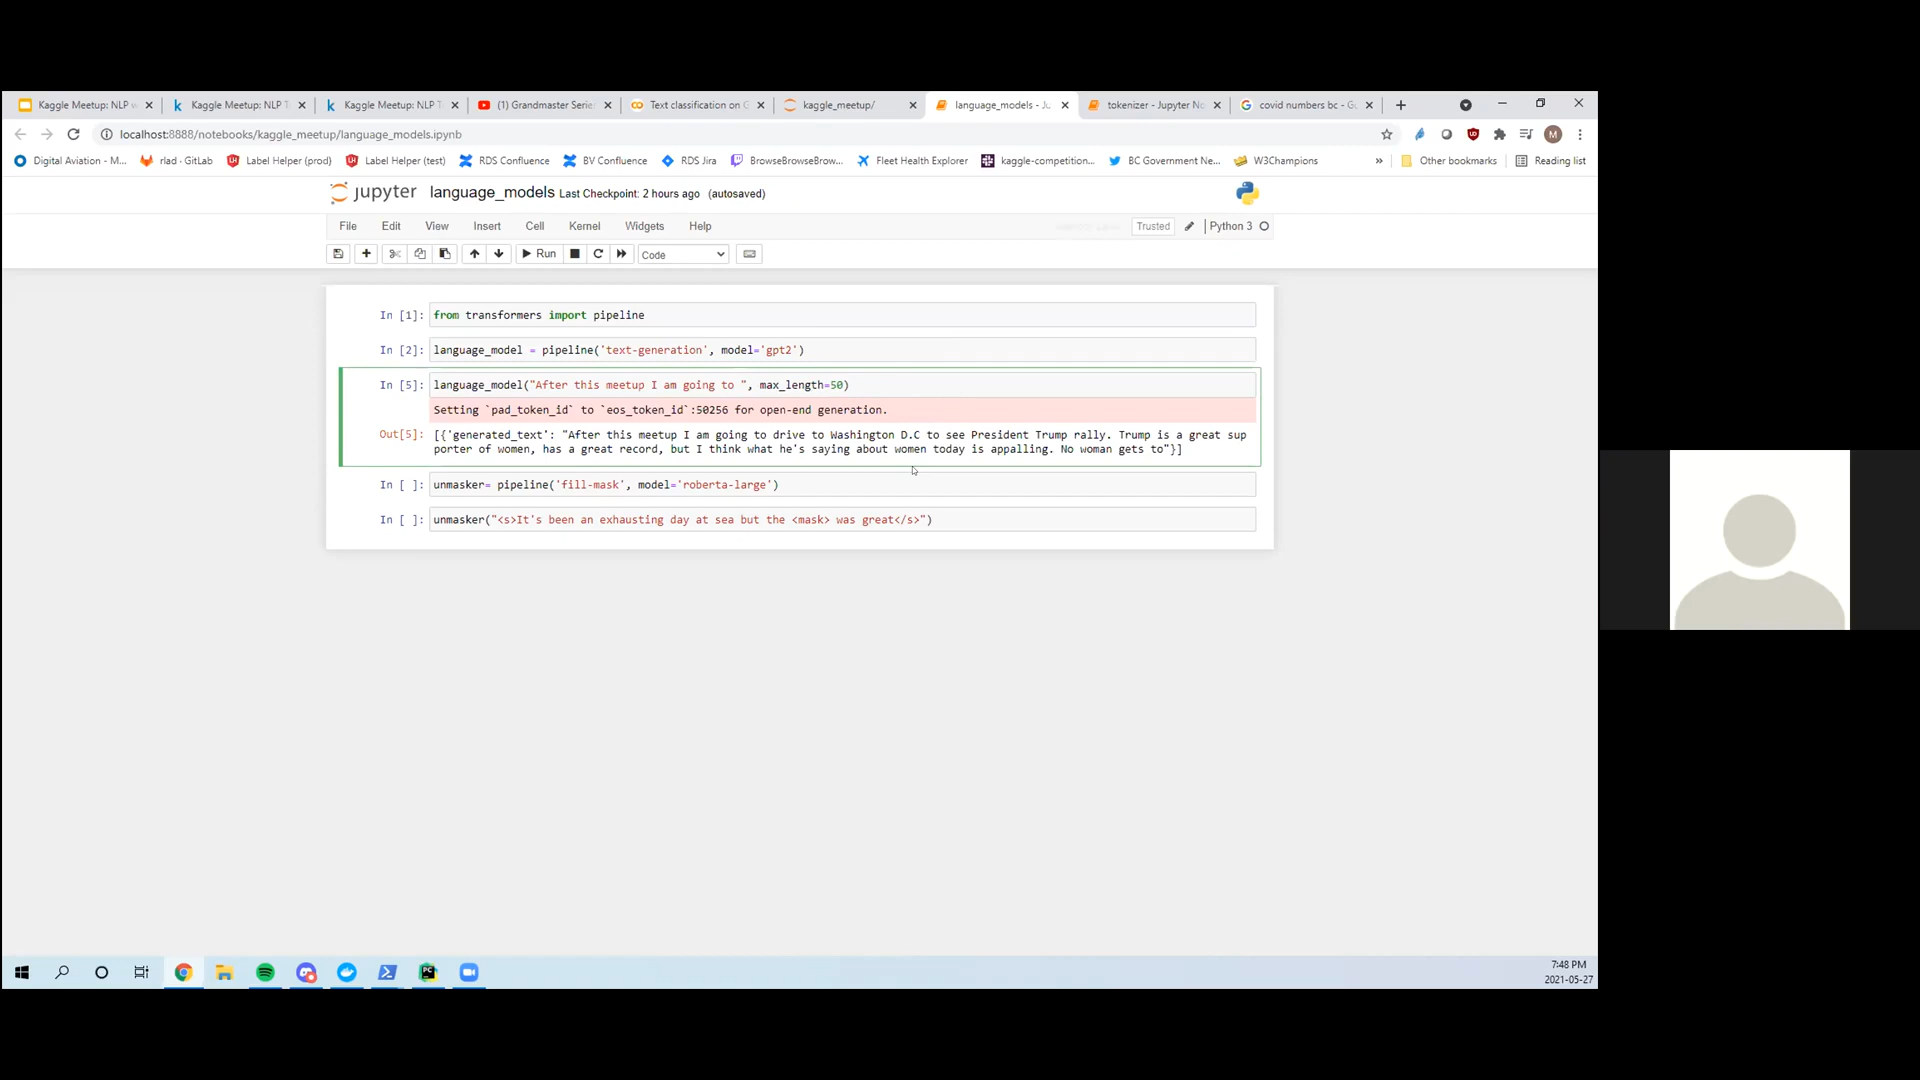 Kaggle Meetup: NLP w
Kaggle Meetup: NLP T
Kaggle Meetup: NLP T
(1) Grandmaster Serie
Text classification on G
kaggle_meetup/
language_models - Ju
tokenizer - Jupyter No
covid numbers bc - Go
localhost:8888/notebooks/kaggle_meetup/language_models.ipynb
M
Digital Aviation - M...
rlad · GitLab
Label Helper (prod)
Label Helper (test)
RDS Confluence
BV Confluence
RDS Jira
BrowseBrowseBrow...
Fleet Health Explorer
kaggle-competition...
BC Government Ne...
W3Champions
»
Other bookmarks
Reading list
jupyter language_models Last Checkpoint: 2 hours ago (autosaved)
File Edit View Insert Cell Kernel Widgets Help
Trusted
Python 3
Run
Code
In [1]: from transformers import pipeline
In [2]: language_model = pipeline('text-generation', model='gpt2')
In [5]: language_model("After this meetup I am going to ", max_length=50)
Setting `pad_token_id` to `eos_token_id`:50256 for open-end generation.
Out[5]: [{'generated_text': "After this meetup I am going to drive to Washington D.C to see President Trump rally. Trump is a great sup
porter of women, has a great record, but I think what he's saying about women today is appalling. No woman gets to"}]
In [ ]: unmasker= pipeline('fill-mask', model='roberta-large')
In [ ]: unmasker("<s>It's been an exhausting day at sea but the <mask> was great</s>")
7:48 PM
2021-05-27